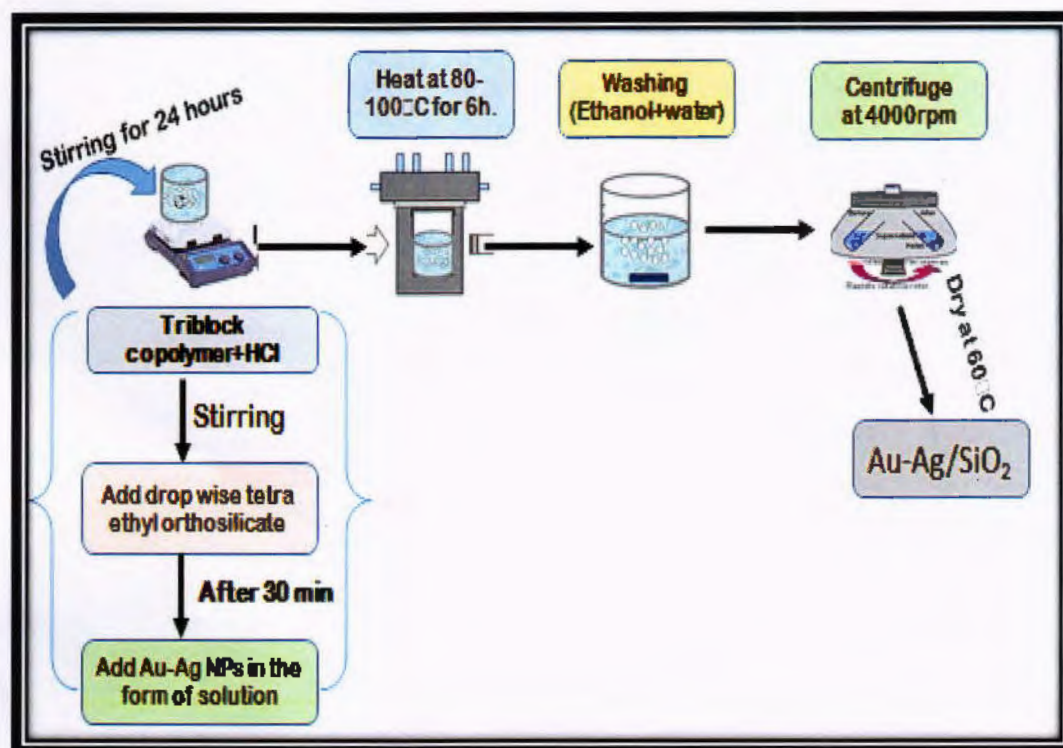 Stirring for 24 hours
Heat at 80-
100□C for 6h.
Washing
(Ethanol+water)
Centrifuge
at 4000rpm
Supernatant
Pellet
Dry at 60□C
Au-Ag/SiO₂
Triblock
copolymer+HCl
Stirring
Add drop wise tetra
ethyl orthosilicate
After 30 min
Add Au-Ag NPs in the
form of solution